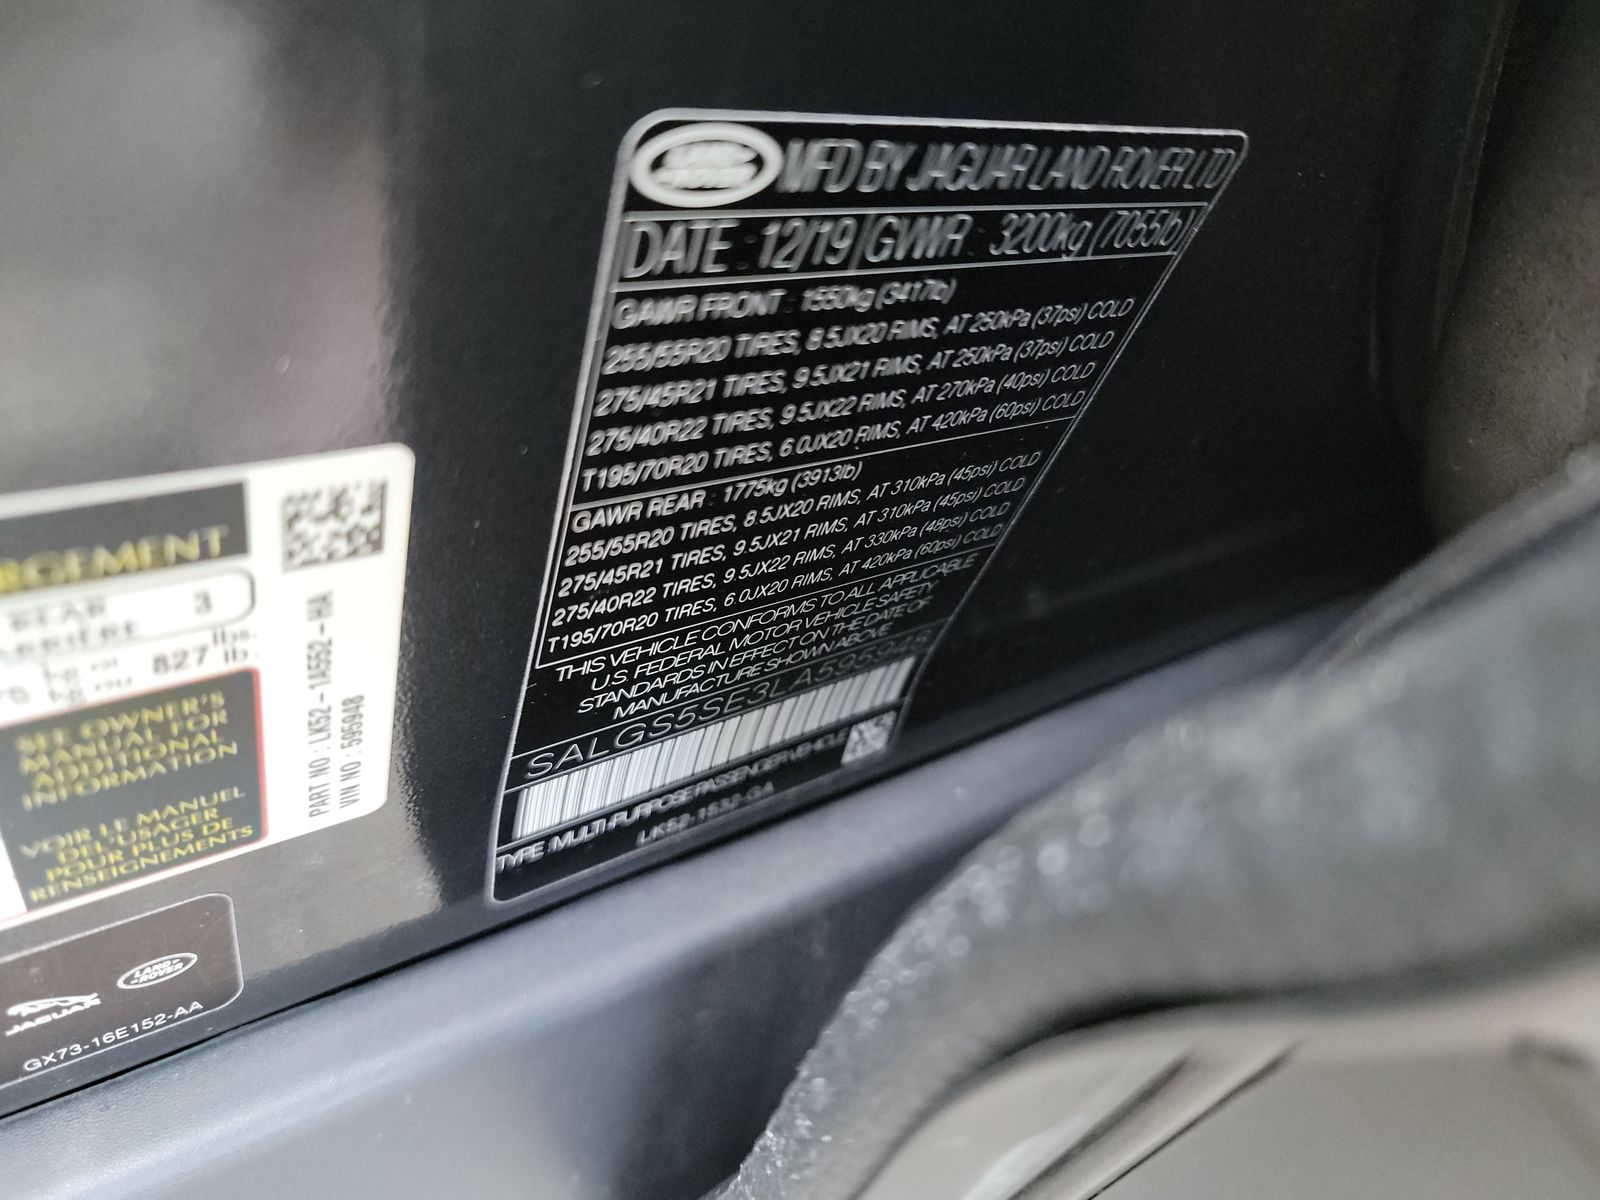 LAND ROVER
MFD BY JAGUAR LAND ROVER LTD
DATE : 12/19 GVWR : 3200kg (7055lb)
GAWR FRONT : 1550kg (3417lb)
255/55R20 TIRES, 8.5JX20 RIMS, AT 250kPa (37psi) COLD
275/45R21 TIRES, 9.5JX21 RIMS, AT 250kPa (37psi) COLD
275/40R22 TIRES, 9.5JX22 RIMS, AT 270kPa (40psi) COLD
T195/70R20 TIRES, 6.0JX20 RIMS, AT 420kPa (60psi) COLD
GAWR REAR : 1775kg (3913lb)
255/55R20 TIRES, 8.5JX20 RIMS, AT 310kPa (45psi) COLD
275/45R21 TIRES, 9.5JX21 RIMS, AT 310kPa (45psi) COLD
275/40R22 TIRES, 9.5JX22 RIMS, AT 330kPa (48psi) COLD
T195/70R20 TIRES, 6.0JX20 RIMS, AT 420kPa (60psi) COLD
THIS VEHICLE CONFORMS TO ALL APPLICABLE
U.S. FEDERAL MOTOR VEHICLE SAFETY
STANDARDS IN EFFECT ON THE DATE OF
MANUFACTURE SHOWN ABOVE
SALGS5SE3LA595948
TYPE :MULTI-PURPOSE PASSENGER VEHICLE
LK52-1532-GA
RGEMENT
REAR 3
ARRIÈRE
kg or 827 lbs.
kg ou lb.
SEE OWNER'S
MANUAL FOR
ADDITIONAL
INFORMATION
VOIR LE MANUEL
DE L'USAGER
POUR PLUS DE
RENSEIGNEMENTS
PART NO : LK52-1A552-HA
VIN NO : 595948
JAGUAR
LAND ROVER
GX73-16E152-AA